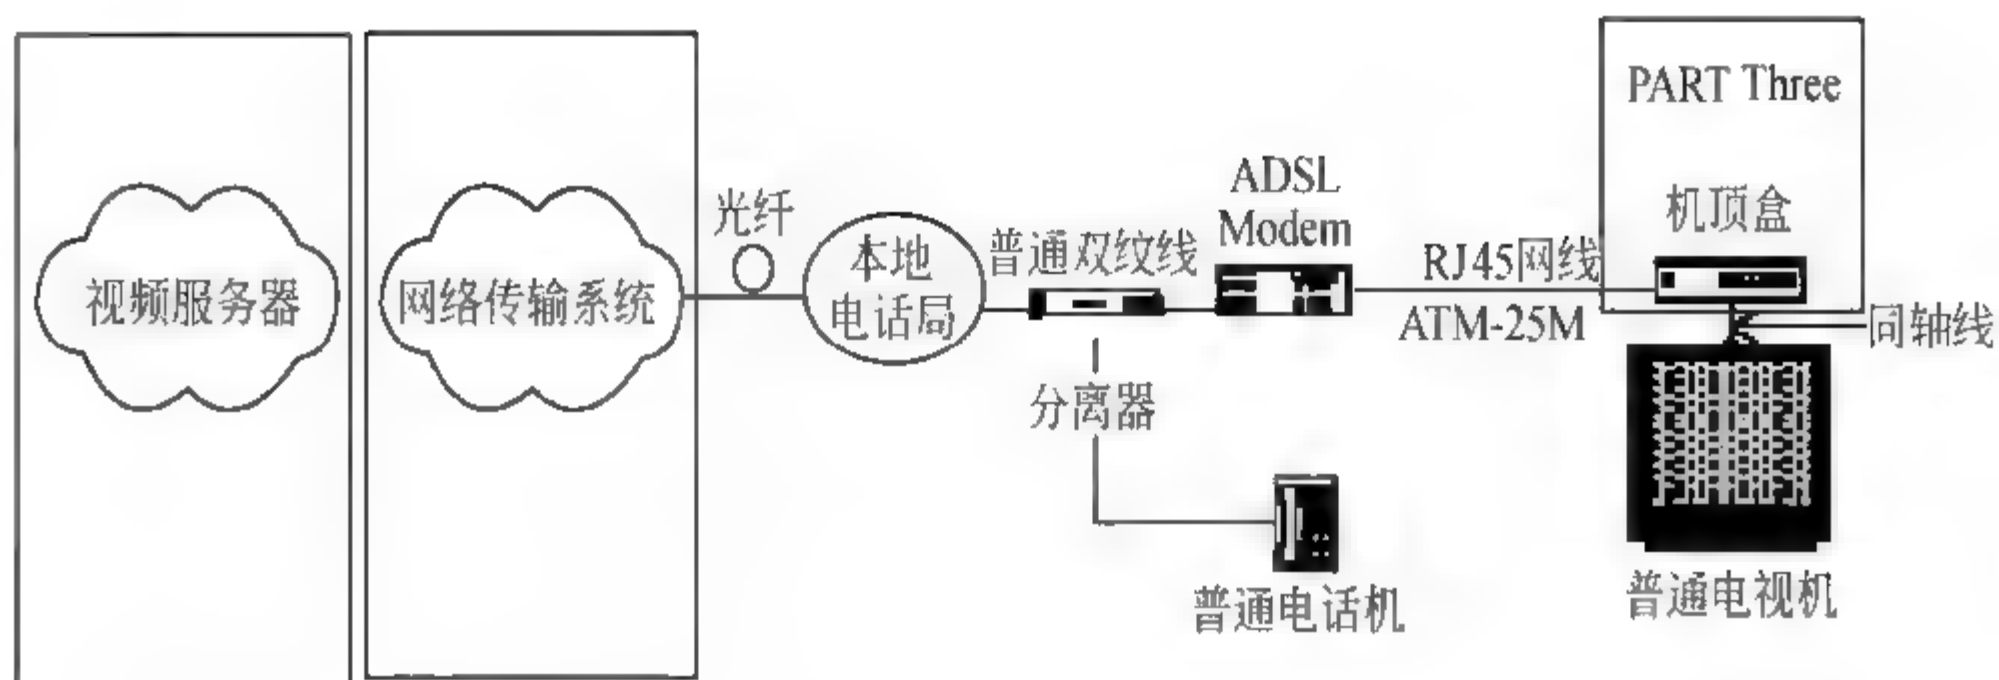 视频服务器
网络传输系统
光纤
本地
电话局
普通双纹线
分离器
普通电话机
ADSL
Modem
RJ45网线
ATM-25M
PART Three
机顶盒
同轴线
普通电视机